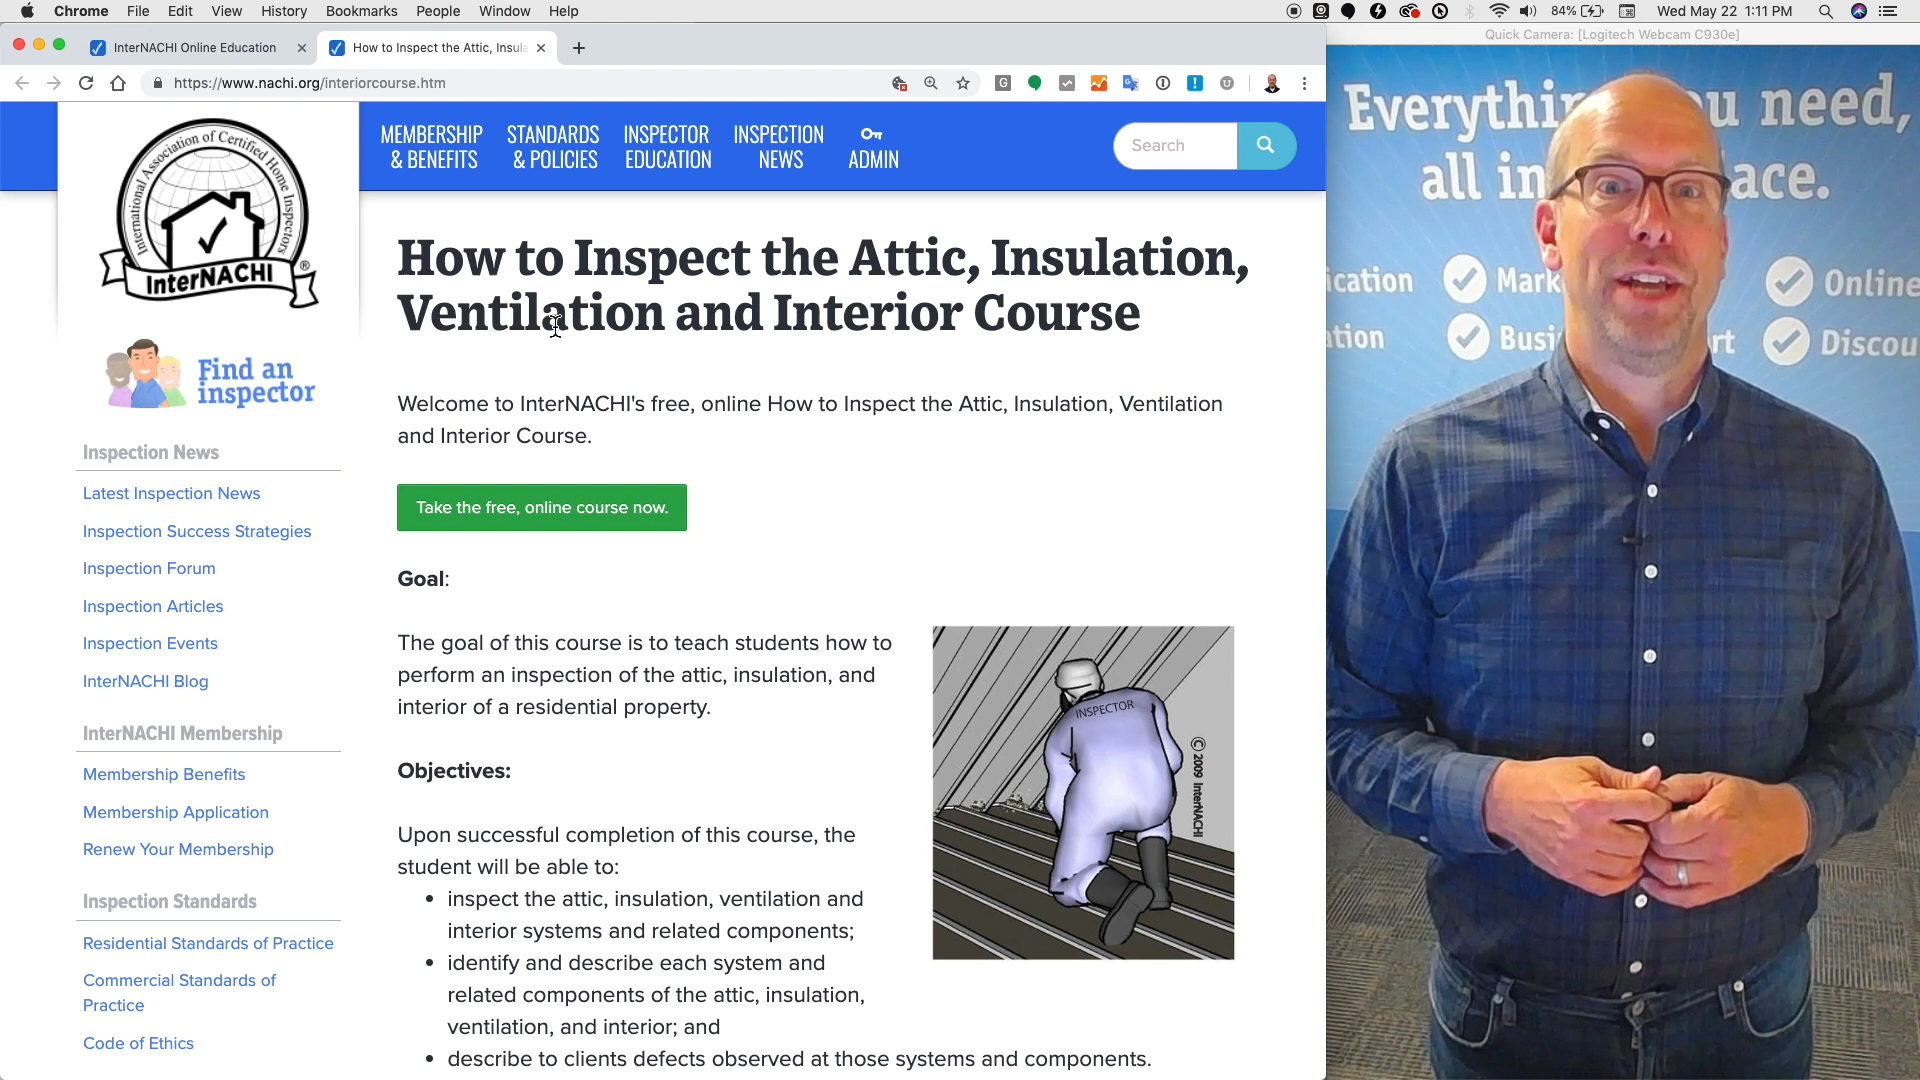 Chrome File Edit View History Bookmarks People Window Help
84% Wed May 22 1:11 PM
Quick Camera: [Logitech Webcam C930e]
InterNACHI Online Education
How to Inspect the Attic, Insula
https://www.nachi.org/interiorcourse.htm
International Association of Certified Home Inspectors
InterNACHI ®
MEMBERSHIP
& BENEFITS
STANDARDS
& POLICIES
INSPECTOR
EDUCATION
INSPECTION
NEWS
ADMIN
Search
Find an
inspector
Inspection News
Latest Inspection News
Inspection Success Strategies
Inspection Forum
Inspection Articles
Inspection Events
InterNACHI Blog
InterNACHI Membership
Membership Benefits
Membership Application
Renew Your Membership
Inspection Standards
Residential Standards of Practice
Commercial Standards of
Practice
Code of Ethics
How to Inspect the Attic, Insulation,
Ventilation and Interior Course
Welcome to InterNACHI's free, online How to Inspect the Attic, Insulation, Ventilation
and Interior Course.
Take the free, online course now.
Goal:
The goal of this course is to teach students how to
perform an inspection of the attic, insulation, and
interior of a residential property.
Objectives:
Upon successful completion of this course, the
student will be able to:
• inspect the attic, insulation, ventilation and
interior systems and related components;
• identify and describe each system and
related components of the attic, insulation,
ventilation, and interior; and
• describe to clients defects observed at those systems and components.
INSPECTOR
© 2009 InterNACHI
Everythin u need,
all in ace.
ication Mark Online
ation Busi rt Discou